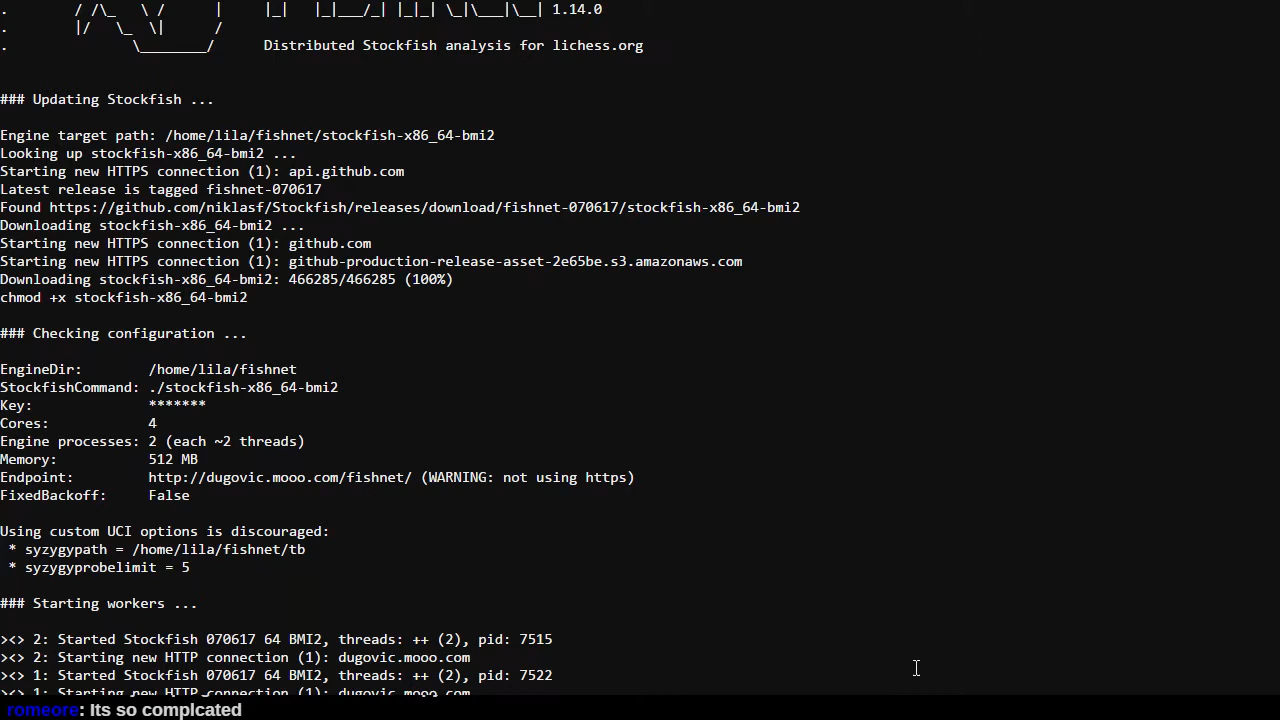 1.14.0
Distributed Stockfish analysis for lichess.org
### Updating Stockfish ...
Engine target path: /home/lila/fishnet/stockfish-x86_64-bmi2
Looking up stockfish-x86_64-bmi2 ...
Starting new HTTPS connection (1): api.github.com
Latest release is tagged fishnet-070617
Found https://github.com/niklasf/Stockfish/releases/download/fishnet-070617/stockfish-x86_64-bmi2
Downloading stockfish-x86_64-bmi2 ...
Starting new HTTPS connection (1): github.com
Starting new HTTPS connection (1): github-production-release-asset-2e65be.s3.amazonaws.com
Downloading stockfish-x86_64-bmi2: 466285/466285 (100%)
chmod +x stockfish-x86_64-bmi2
### Checking configuration ...
EngineDir: /home/lila/fishnet
StockfishCommand: ./stockfish-x86_64-bmi2
Key: *******
Cores: 4
Engine processes: 2 (each ~2 threads)
Memory: 512 MB
Endpoint: http://dugovic.mooo.com/fishnet/ (WARNING: not using https)
FixedBackoff: False
Using custom UCI options is discouraged:
* syzygypath = /home/lila/fishnet/tb
* syzygyprobelimit = 5
### Starting workers ...
><> 2: Started Stockfish 070617 64 BMI2, threads: ++ (2), pid: 7515
><> 2: Starting new HTTP connection (1): dugovic.mooo.com
><> 1: Started Stockfish 070617 64 BMI2, threads: ++ (2), pid: 7522
><> 1: Starting new HTTP connection (1): dugovic.mooo.com
romeore: Its so complcated